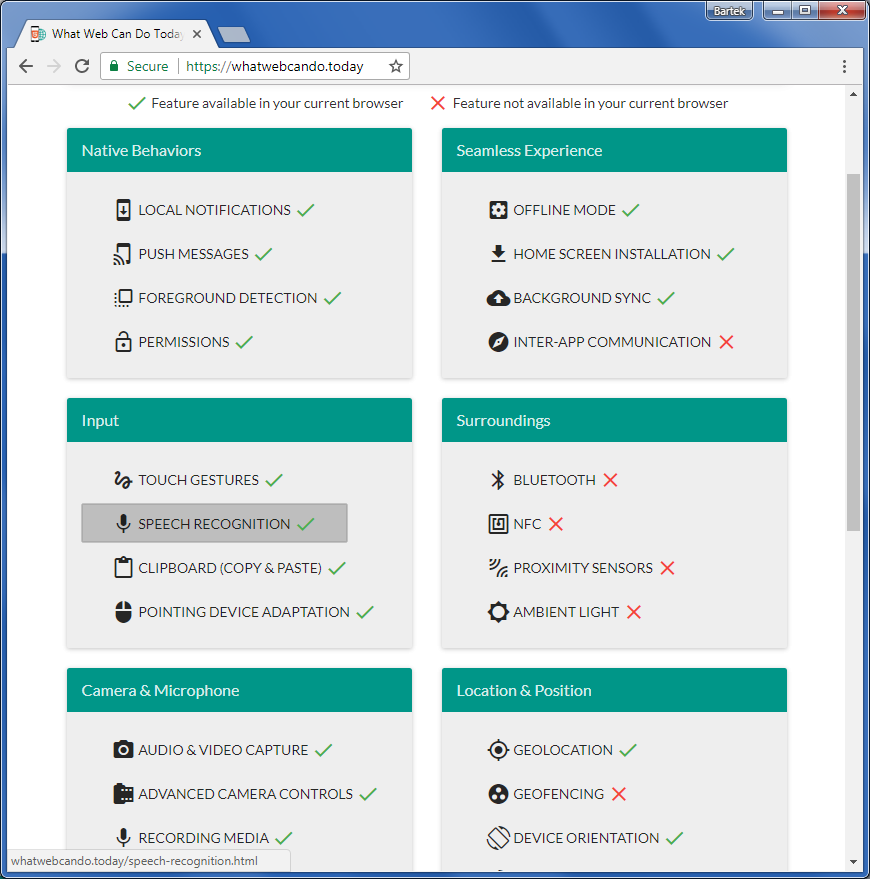 Bartek
What Web Can Do Today
Secure https://whatwebcando.today
Feature available in your current browser Feature not available in your current browser
Native Behaviors
LOCAL NOTIFICATIONS
PUSH MESSAGES
FOREGROUND DETECTION
PERMISSIONS
Seamless Experience
OFFLINE MODE
HOME SCREEN INSTALLATION
BACKGROUND SYNC
INTER-APP COMMUNICATION
Input
TOUCH GESTURES
SPEECH RECOGNITION
CLIPBOARD (COPY & PASTE)
POINTING DEVICE ADAPTATION
Surroundings
BLUETOOTH
NFC
PROXIMITY SENSORS
AMBIENT LIGHT
Camera & Microphone
AUDIO & VIDEO CAPTURE
ADVANCED CAMERA CONTROLS
RECORDING MEDIA
Location & Position
GEOLOCATION
GEOFENCING
DEVICE ORIENTATION
whatwebcando.today/speech-recognition.html